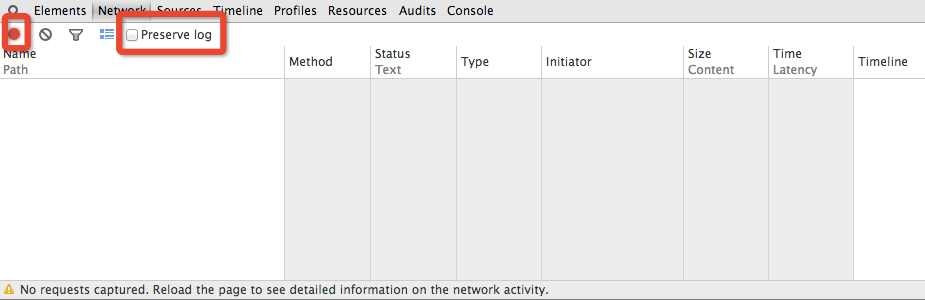 Elements Network Sources Timeline Profiles Resources Audits Console
Preserve log
Name Method Status Type Initiator Size Time Timeline
Path Text Content Latency
No requests captured. Reload the page to see detailed information on the network activity.